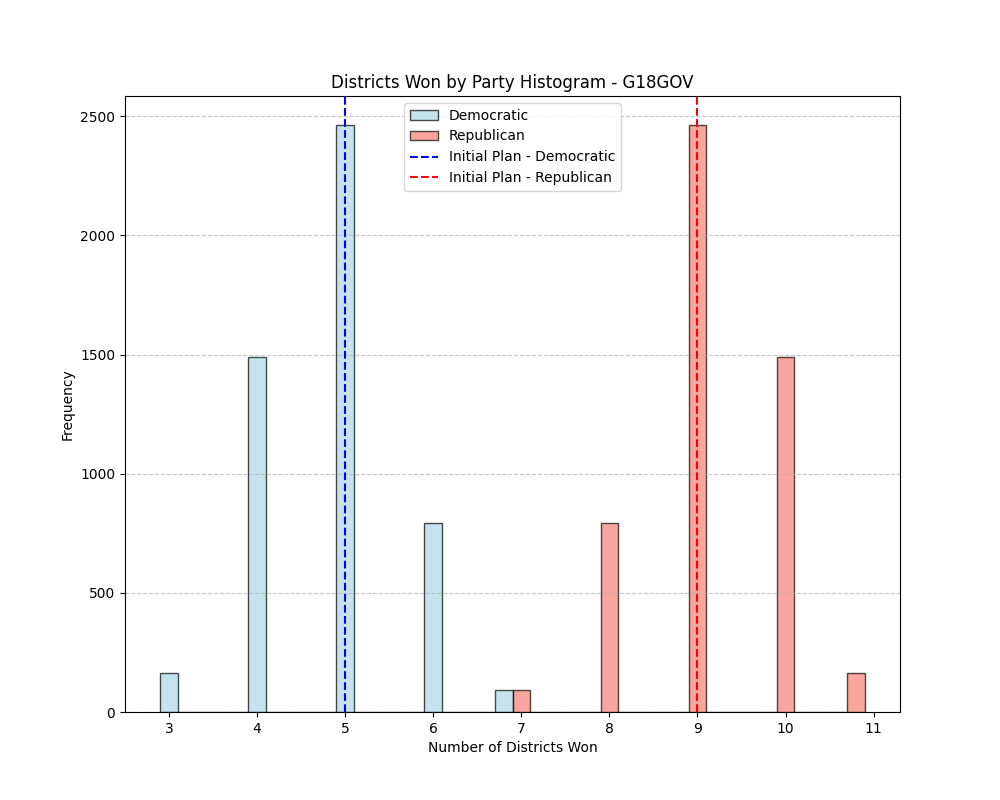 Districts Won by Party Histogram - G18GOV
Democratic
Republican
Initial Plan - Democratic
Initial Plan - Republican
2500
2000
1500
1000
500
0
Frequency
3 4 5 6 7 8 9 10 11
Number of Districts Won